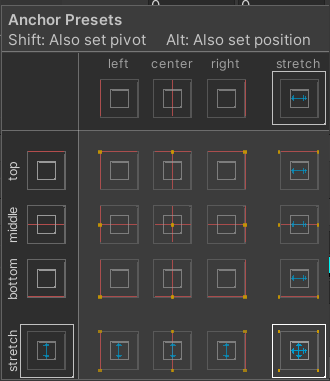 Anchor Presets
Shift: Also set pivot Alt: Also set position
left center right stretch
top
middle
bottom
stretch